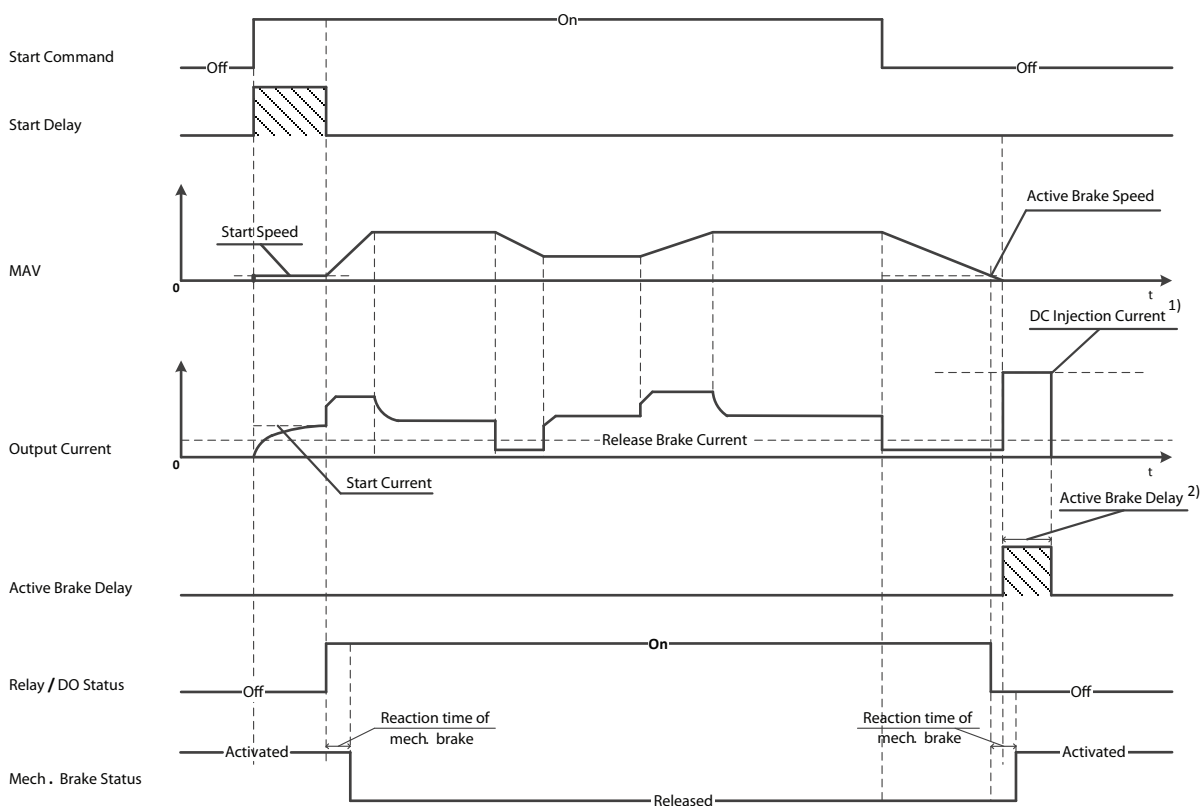 On
Start Command
Off
Off
Start Delay
Active Brake Speed
Start Speed
MAV
0
t
DC Injection Current 1)
Output Current
Release Brake Current
0
t
Start Current
Active Brake Delay 2)
Active Brake Delay
On
Relay / DO Status
Off
Off
Reaction time of
mech. brake
Reaction time of
mech. brake
Activated
Activated
Mech. Brake Status
Released